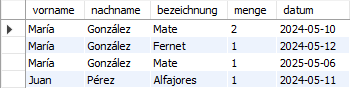 vorname nachname bezeichnung menge datum
María González Mate 2 2024-05-10
María González Fernet 1 2024-05-12
María González Mate 1 2025-05-06
Juan Pérez Alfajores 1 2024-05-11